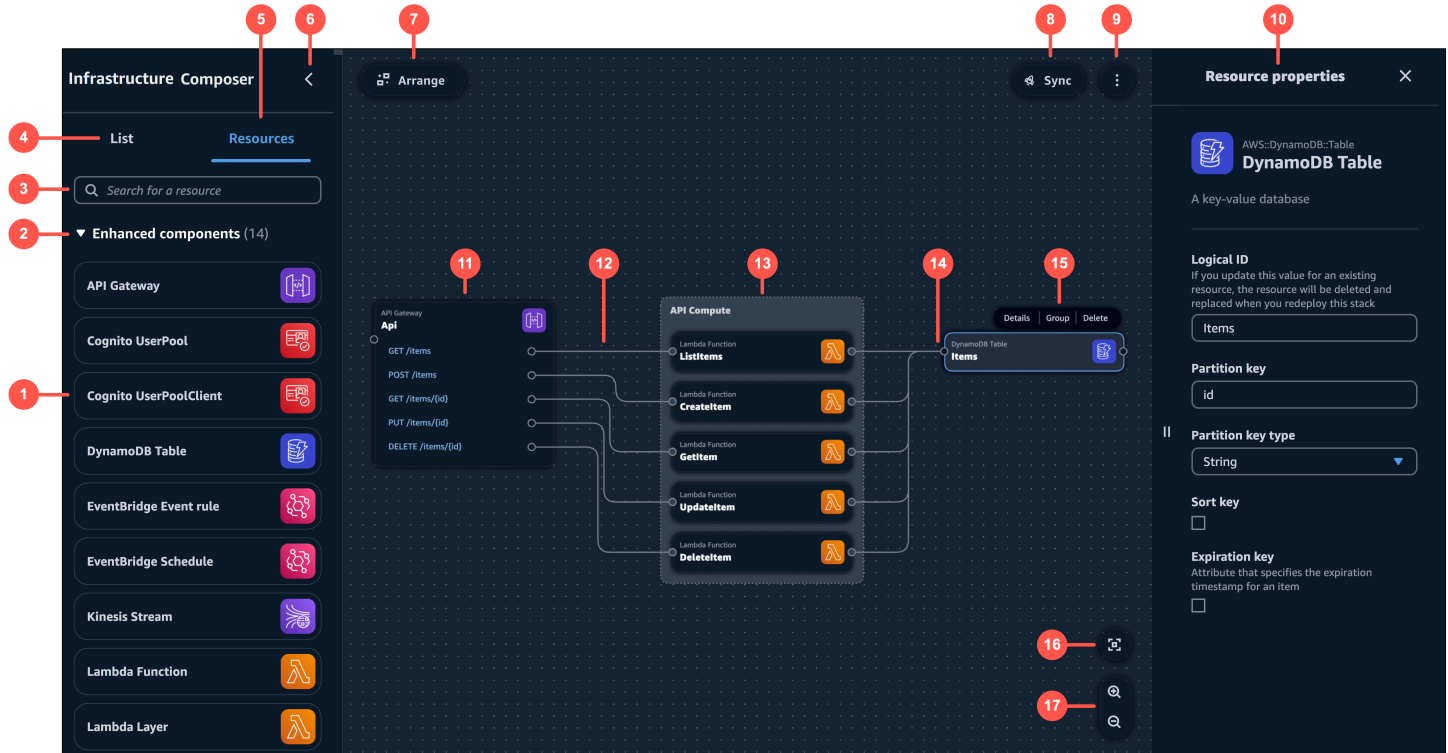 5
6
7
8
9
10
Infrastructure Composer
Arrange
Sync
Resource properties
4
List
Resources
3
Search for a resource
2
Enhanced components (14)
API Gateway
Cognito UserPool
1
Cognito UserPoolClient
DynamoDB Table
EventBridge Event rule
EventBridge Schedule
Kinesis Stream
Lambda Function
Lambda Layer
11
12
13
14
15
API Gateway
Api
GET /items
POST /items
GET /items/{id}
PUT /items/{id}
DELETE /items/{id}
API Compute
Lambda Function
ListItems
Lambda Function
CreateItem
Lambda Function
GetItem
Lambda Function
UpdateItem
Lambda Function
DeleteItem
Details Group Delete
DynamoDB Table
Items
16
17
AWS::DynamoDB::Table
DynamoDB Table
A key-value database
Logical ID
If you update this value for an existing
resource, the resource will be deleted and
replaced when you redeploy this stack
Items
Partition key
id
Partition key type
String
Sort key
Expiration key
Attribute that specifies the expiration
timestamp for an item